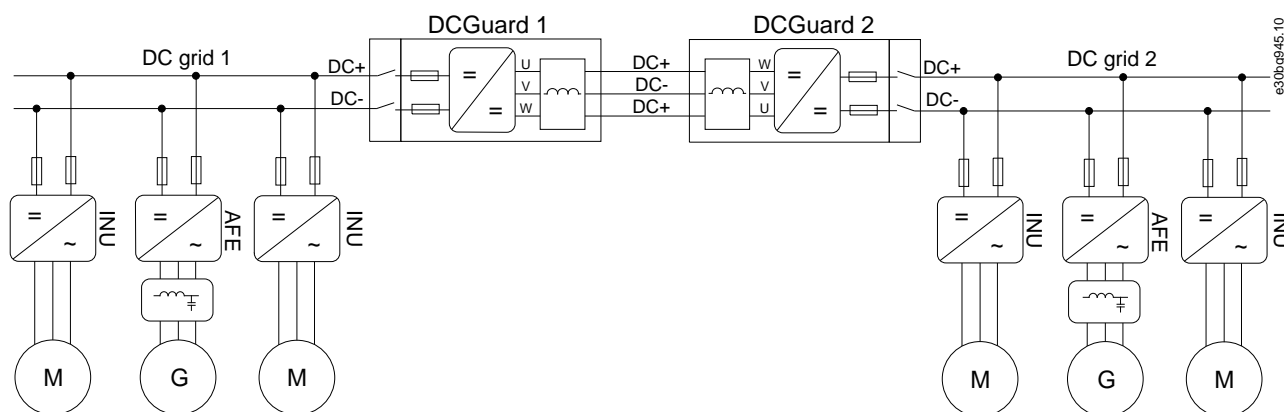 DCGuard 1
DCGuard 2
DC grid 1
DC+
U
DC+
W
DC+
DC grid 2
DC-
V
DC-
V
DC-
W
DC+
U
=
=
=
=
= ~
INU
= ~
AFE
= ~
INU
= ~
INU
= ~
AFE
= ~
INU
M
G
M
M
G
M
e30bq945.10